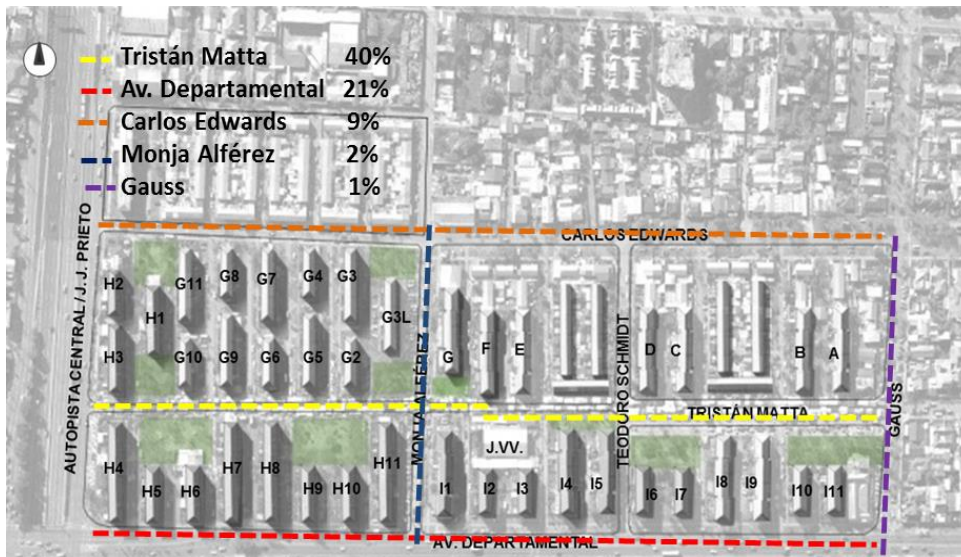 Tristán Matta 40%
Av. Departamental 21%
Carlos Edwards 9%
Monja Alférez 2%
Gauss 1%
CARLOS EDWARDS
AUTOPISTA CENTRAL / J. J. PRIETO
H2
H1
G11
G8
G7
G4
G3
G3L
H3
G10
G9
G6
G5
G2
MONJA ALFÉREZ
G
F
E
TEODORO SCHMIDT
D
C
B
A
GAUSS
TRISTÁN MATTA
H4
H5
H6
H7
H8
H9
H10
H11
I1
J.VV.
I2
I3
I4
I5
I6
I7
I8
I9
I10
I11
AV. DEPARTAMENTAL